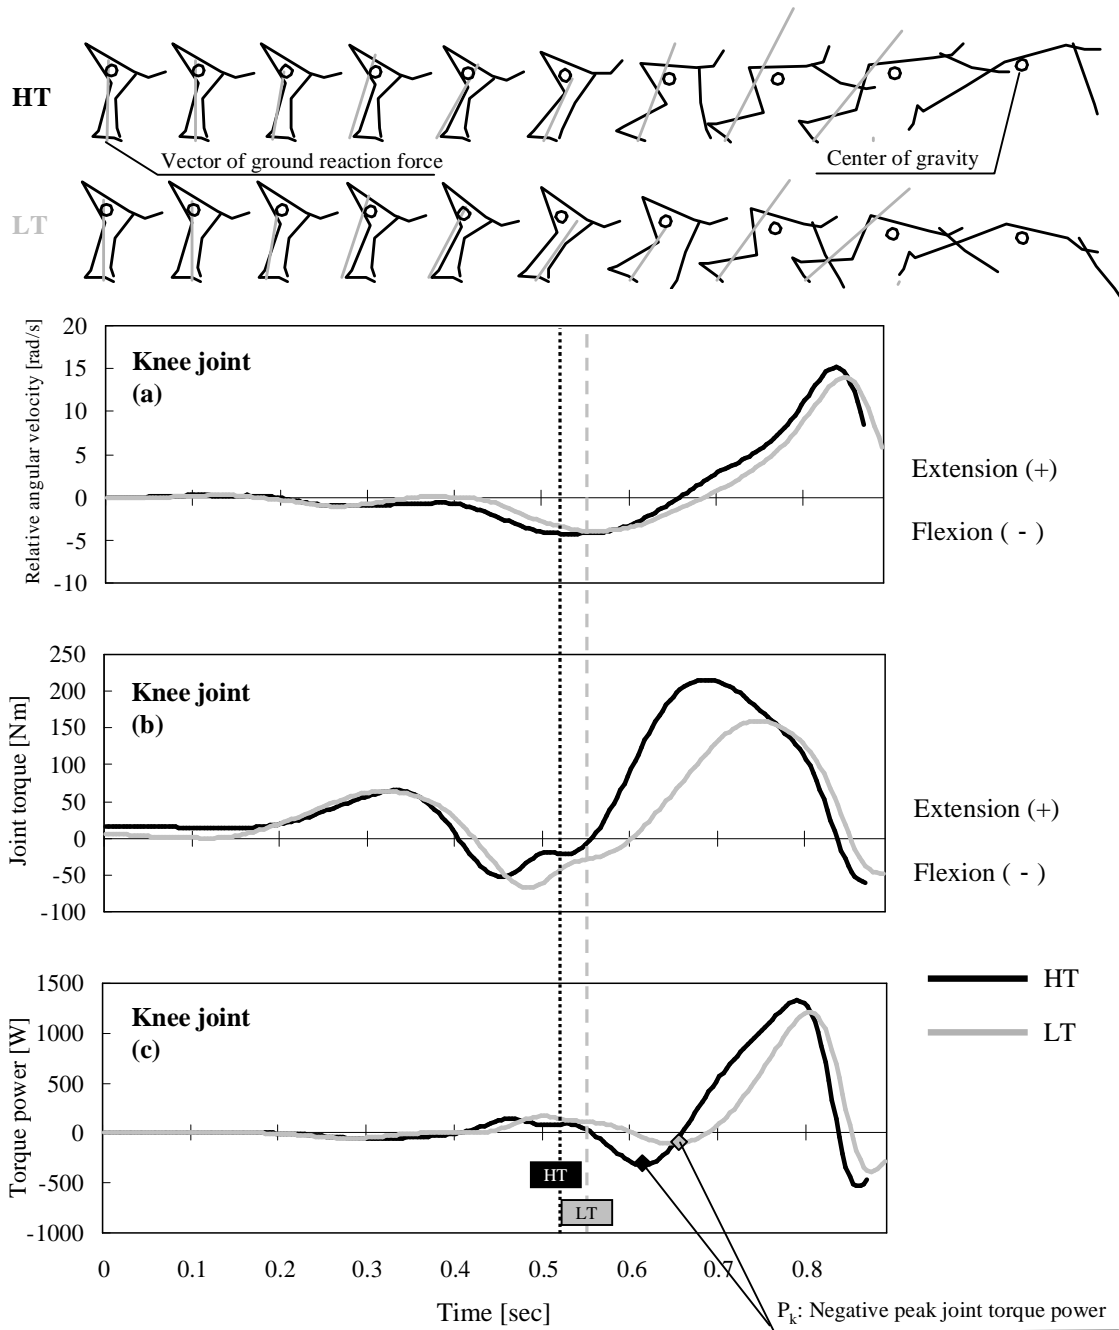 HT
Vector of ground reaction force
Center of gravity
LT
20
15
10
5
0
-5
-10
Relative angular velocity [rad/s]
Knee joint
(a)
Extension (+)
Flexion ( - )
250
200
150
100
50
0
-50
-100
Joint torque [Nm]
Knee joint
(b)
Extension (+)
Flexion ( - )
1500
1000
500
0
-500
-1000
Torque power [W]
Knee joint
(c)
HT
LT
HT
LT
0 0.1 0.2 0.3 0.4 0.5 0.6 0.7 0.8
Time [sec]
Pk: Negative peak joint torque power